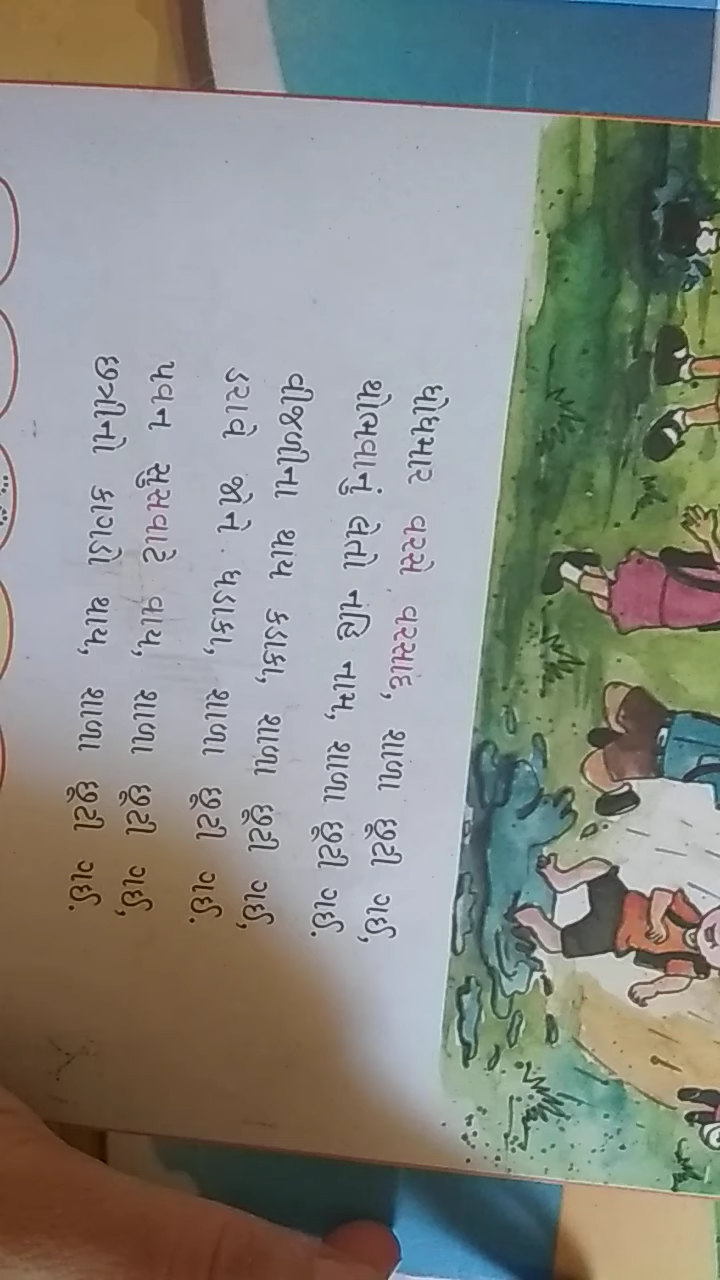 ધોધમાર વરસે વરસાદ, શાળા છૂટી ગઈ,
થોભવાનું લેતો નહિ નામ, શાળા છૂટી ગઈ.
વીજળીના થાય કડાકા, શાળા છૂટી ગઈ,
ડરાવે જોને ધડાકા, શાળા છૂટી ગઈ.
પવન સૂસવાટે વાય, શાળા છૂટી ગઈ,
છત્રીનો કાગડો થાય, શાળા છૂટી ગઈ.